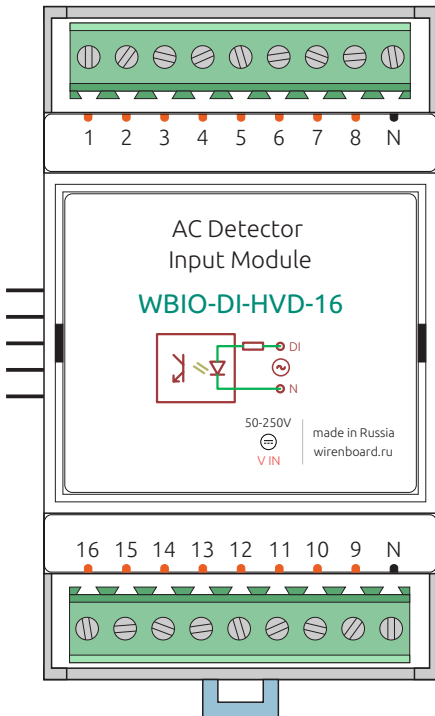 1 2 3 4 5 6 7 8 N
AC Detector
Input Module
WBIO-DI-HVD-16
DI
N
50-250V
V IN
made in Russia
wirenboard.ru
16 15 14 13 12 11 10 9 N